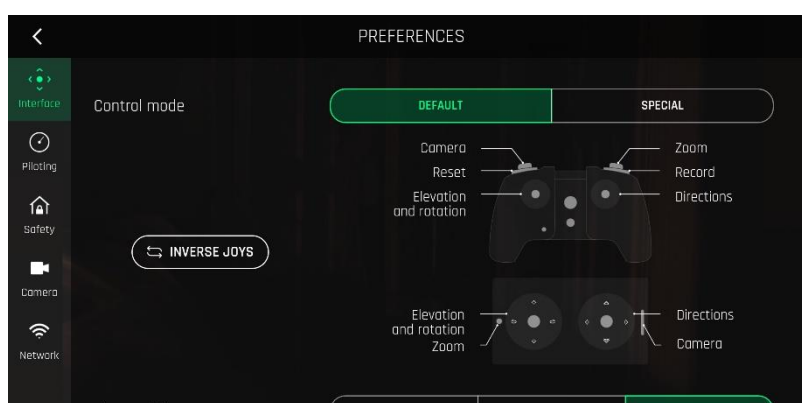 PREFERENCES
Interface
Control mode
DEFAULT
SPECIAL
Camera
Zoom
Reset
Record
Elevation
and rotation
Directions
Piloting
Safety
INVERSE JOYS
Camera
Elevation
and rotation
Directions
Zoom
Camera
Network